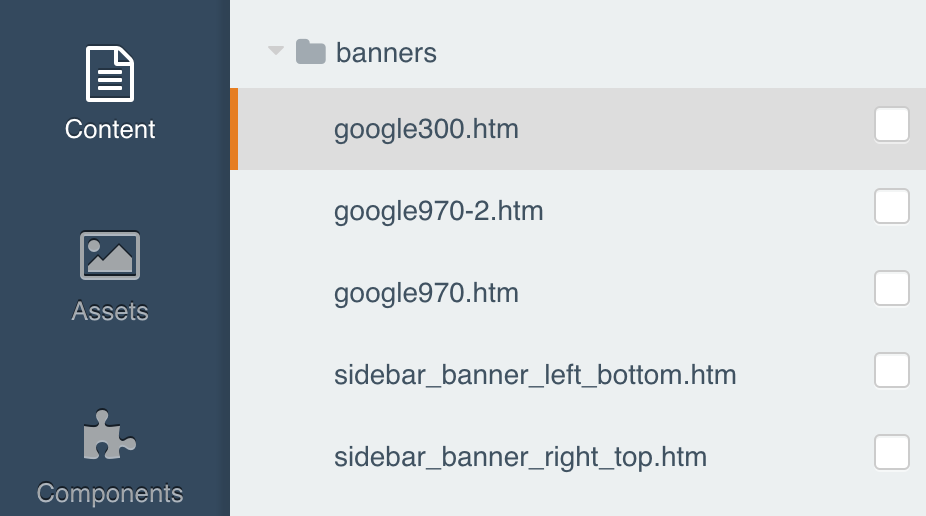 Content
Assets
Components
banners
google300.htm
google970-2.htm
google970.htm
sidebar_banner_left_bottom.htm
sidebar_banner_right_top.htm